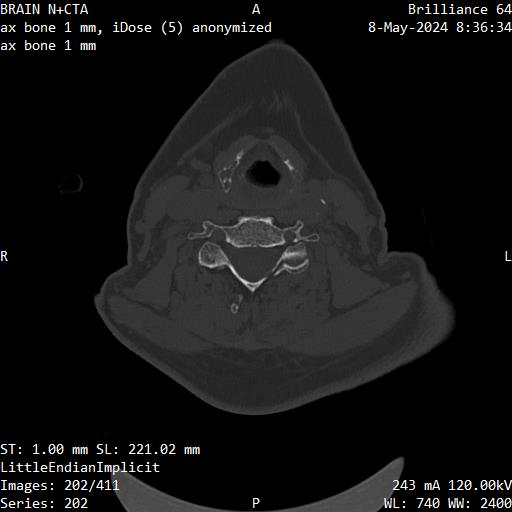 BRAIN N+CTA A Brilliance 64
ax bone 1 mm, iDose (5) anonymized 8-May-2024 8:36:34
ax bone 1 mm
R L
ST: 1.00 mm SL: 221.02 mm
LittleEndianImplicit
Images: 202/411 243 mA 120.00kV
Series: 202 P WL: 740 WW: 2400